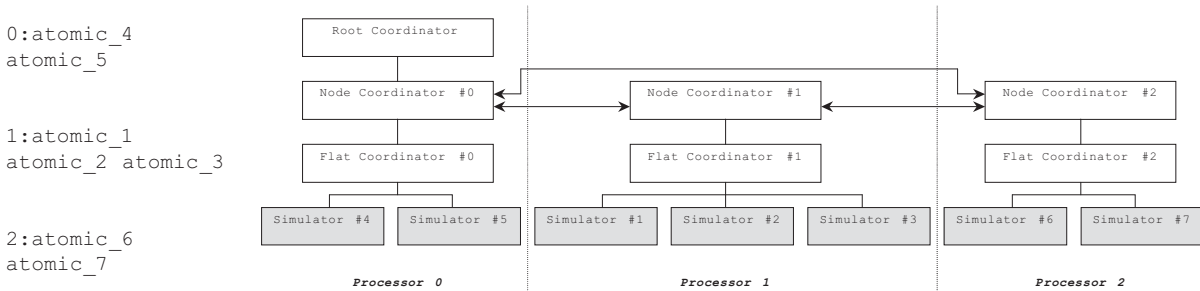 0:atomic_4
atomic_5
1:atomic_1
atomic_2 atomic_3
2:atomic_6
atomic_7
Root Coordinator
Node Coordinator #0
Node Coordinator #1
Node Coordinator #2
Flat Coordinator #0
Flat Coordinator #1
Flat Coordinator #2
Simulator #4
Simulator #5
Simulator #1
Simulator #2
Simulator #3
Simulator #6
Simulator #7
Processor 0
Processor 1
Processor 2